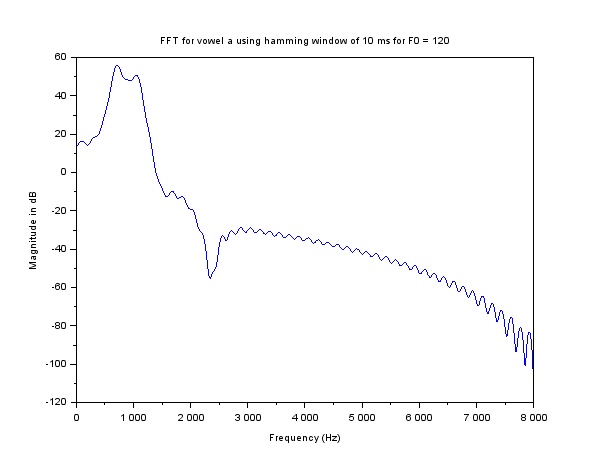 FFT for vowel a using hamming window of 10 ms for F0 = 120
60
40
20
0
-20
-40
-60
-80
-100
-120
Magnitude in dB
0 1 000 2 000 3 000 4 000 5 000 6 000 7 000 8 000
Frequency (Hz)